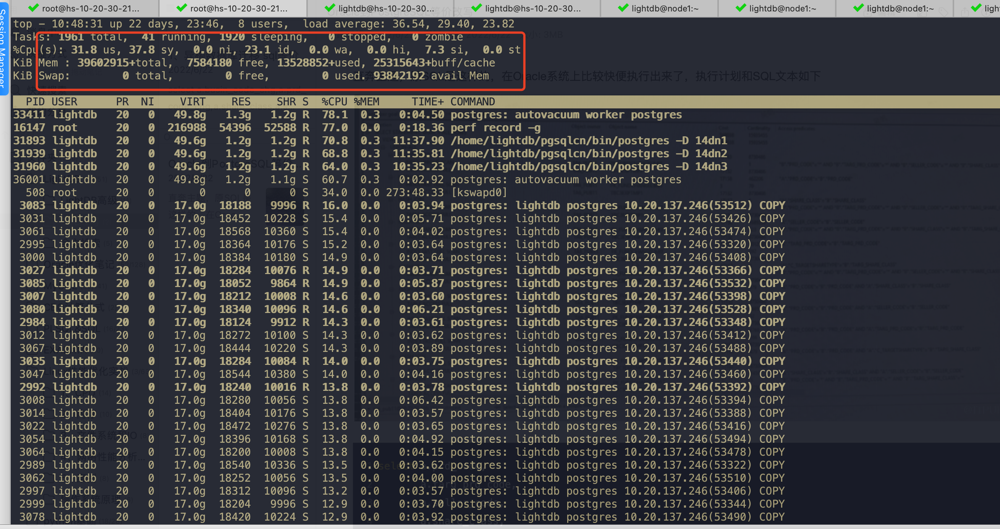 root@hs-10-20-30-21...
root@hs-10-20-30-21...
lightdb@hs-10-20-30...
lightdb@hs-10-20-30...
lightdb@node1:~
lightdb@node1:~
lightdb@node1:~
Session Manager
top - 10:48:31 up 22 days, 23:46,  8 users,  load average: 36.54, 29.40, 23.82
Tasks: 1961 total,  41 running, 1920 sleeping,   0 stopped,   0 zombie
%Cpu(s): 31.8 us, 37.8 sy,  0.0 ni, 23.1 id,  0.0 wa,  0.0 hi,  7.3 si,  0.0 st
KiB Mem : 39602915+total,  7584180 free, 13528852+used, 25315643+buff/cache
KiB Swap:        0 total,        0 free,        0 used. 93842192 avail Mem
在Oracle系统上比较快便执行出来了，执行计划和SQL文本如下
PID USER PR NI VIRT RES SHR S %CPU %MEM TIME+ COMMAND
33411 lightdb 20 0 49.8g 1.3g 1.2g R 78.1 0.3 0:04.50 postgres: autovacuum worker postgres
16147 root 20 0 216988 54396 52588 R 77.0 0.0 0:18.36 perf record -g
31893 lightdb 20 0 49.6g 1.2g 1.2g R 70.8 0.3 11:37.90 /home/lightdb/pgsqlcn/bin/postgres -D 14dn1
31939 lightdb 20 0 49.6g 1.2g 1.2g R 68.8 0.3 11:35.81 /home/lightdb/pgsqlcn/bin/postgres -D 14dn2
31960 lightdb 20 0 49.6g 1.2g 1.2g R 64.0 0.3 10:35.23 /home/lightdb/pgsqlcn/bin/postgres -D 14dn3
36001 lightdb 20 0 49.8g 1.2g 1.1g S 60.7 0.3 0:02.92 postgres: autovacuum worker postgres
508 root 20 0 0 0 0 S 34.0 0.0 273:48.33 [kswapd0]
3083 lightdb 20 0 17.0g 18188 9996 R 16.0 0.0 0:03.94 postgres: lightdb postgres 10.20.137.246(53512) COPY
3031 lightdb 20 0 17.0g 18452 10228 S 15.4 0.0 0:05.71 postgres: lightdb postgres 10.20.137.246(53426) COPY
3061 lightdb 20 0 17.0g 18568 10360 S 15.4 0.0 0:04.02 postgres: lightdb postgres 10.20.137.246(53474) COPY
2995 lightdb 20 0 17.0g 18364 10176 S 15.2 0.0 0:03.64 postgres: lightdb postgres 10.20.137.246(53320) COPY
3000 lightdb 20 0 17.0g 18384 10180 S 14.9 0.0 0:03.64 postgres: lightdb postgres 10.20.137.246(53408) COPY
3027 lightdb 20 0 17.0g 18284 10076 R 14.9 0.0 0:03.71 postgres: lightdb postgres 10.20.137.246(53366) COPY
3085 lightdb 20 0 17.0g 18052 9864 R 14.9 0.0 0:05.87 postgres: lightdb postgres 10.20.137.246(53532) COPY
3007 lightdb 20 0 17.0g 18212 10008 R 14.6 0.0 0:03.60 postgres: lightdb postgres 10.20.137.246(53398) COPY
3080 lightdb 20 0 17.0g 18340 10096 R 14.6 0.0 0:06.21 postgres: lightdb postgres 10.20.137.246(53528) COPY
2984 lightdb 20 0 17.0g 18124 9912 R 14.3 0.0 0:03.61 postgres: lightdb postgres 10.20.137.246(53348) COPY
3012 lightdb 20 0 17.0g 18272 10100 S 14.3 0.0 0:03.62 postgres: lightdb postgres 10.20.137.246(53412) COPY
3067 lightdb 20 0 17.0g 18444 10220 S 14.3 0.0 0:03.89 postgres: lightdb postgres 10.20.137.246(53488) COPY
3035 lightdb 20 0 17.0g 18284 10084 R 14.0 0.0 0:03.75 postgres: lightdb postgres 10.20.137.246(53440) COPY
3047 lightdb 20 0 17.0g 18544 10380 S 14.0 0.0 0:04.16 postgres: lightdb postgres 10.20.137.246(53460) COPY
2992 lightdb 20 0 17.0g 18240 10016 R 13.8 0.0 0:03.78 postgres: lightdb postgres 10.20.137.246(53392) COPY
3008 lightdb 20 0 17.0g 18280 10056 S 13.8 0.0 0:06.42 postgres: lightdb postgres 10.20.137.246(53394) COPY
3014 lightdb 20 0 17.0g 18404 10176 S 13.8 0.0 0:03.57 postgres: lightdb postgres 10.20.137.246(53388) COPY
3022 lightdb 20 0 17.0g 18472 10276 S 13.8 0.0 0:03.65 postgres: lightdb postgres 10.20.137.246(53416) COPY
3054 lightdb 20 0 17.0g 18396 10168 S 13.8 0.0 0:04.92 postgres: lightdb postgres 10.20.137.246(53494) COPY
3064 lightdb 20 0 17.0g 18200 10008 S 13.8 0.0 0:04.15 postgres: lightdb postgres 10.20.137.246(53478) COPY
2989 lightdb 20 0 17.0g 18540 10336 S 13.5 0.0 0:03.62 postgres: lightdb postgres 10.20.137.246(53322) COPY
3062 lightdb 20 0 17.0g 18252 10056 S 13.5 0.0 0:04.00 postgres: lightdb postgres 10.20.137.246(53510) COPY
2997 lightdb 20 0 17.0g 18312 10096 S 13.2 0.0 0:03.57 postgres: lightdb postgres 10.20.137.246(53406) COPY
2999 lightdb 20 0 17.0g 18204 9996 S 12.9 0.0 0:03.70 postgres: lightdb postgres 10.20.137.246(53344) COPY
3078 lightdb 20 0 17.0g 18420 10224 S 12.9 0.0 0:03.92 postgres: lightdb postgres 10.20.137.246(53490) COPY